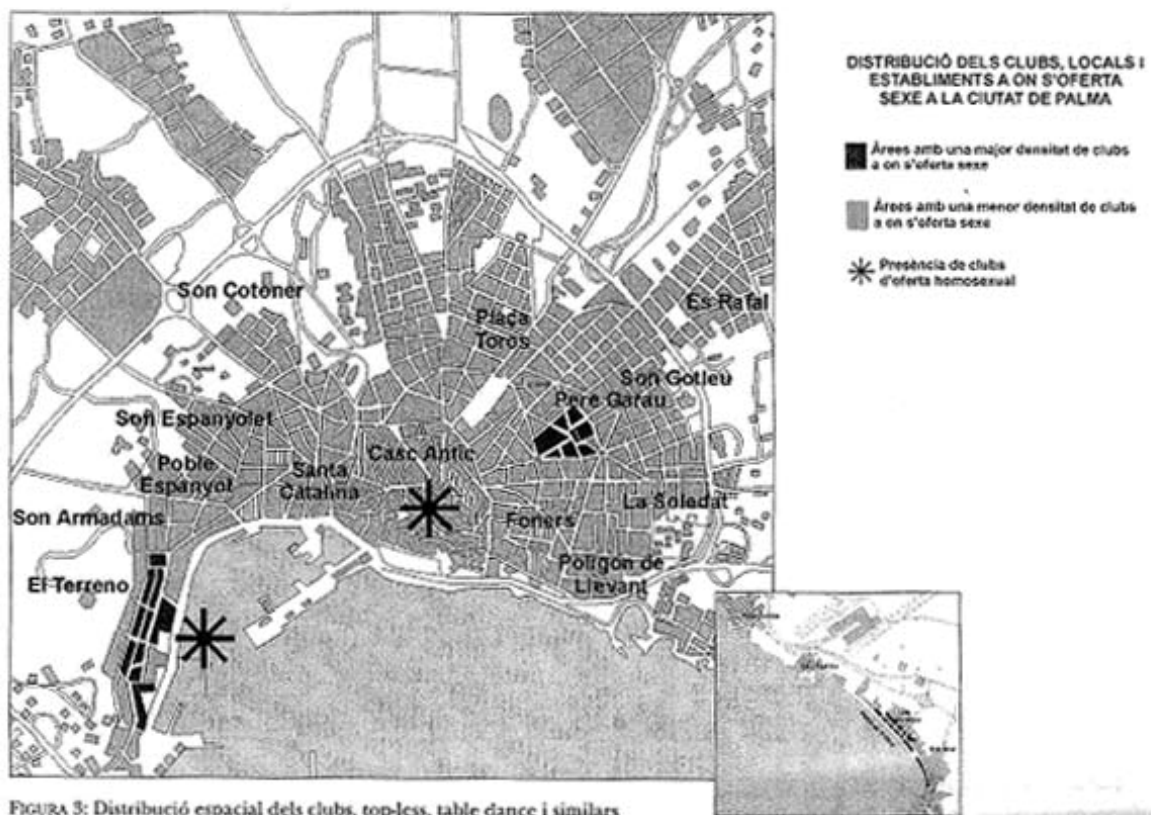 DISTRIBUCIÓ DELS CLUBS, LOCALS I
ESTABLIMENTS A ON S'OFERTA
SEXE A LA CIUTAT DE PALMA
Àrees amb una major densitat de clubs
a on s'oferta sexe
Àrees amb una menor densitat de clubs
a on s'oferta sexe
Presència de clubs
d'oferta homosexual
Son Cotoner
Plaça
Toros
Es Rafal
Son Gotleu
Pere Garau
Son Espanyolet
Casc Antic
Poble
Espanyol
Santa
Catalina
La Soledat
Son Armadams
Foners
Polígon de
Llevant
El Terreno
FIGURA 3: Distribució espacial dels clubs, top-less, table dance i similars